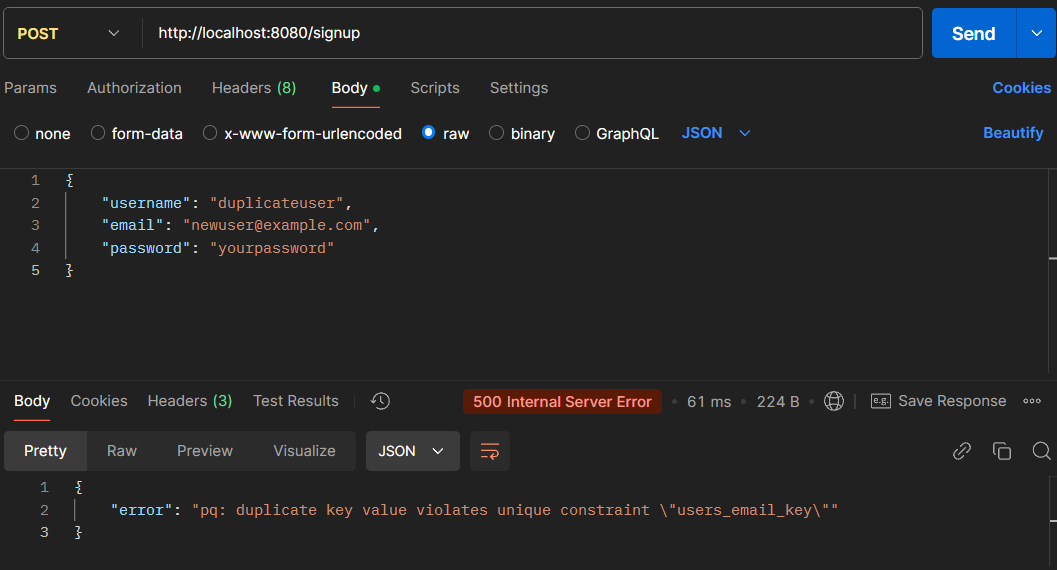 POST http://localhost:8080/signup Send
Params Authorization Headers (8) Body Scripts Settings Cookies
none form-data x-www-form-urlencoded raw binary GraphQL JSON Beautify
1 {
2 "username": "duplicateuser",
3 "email": "newuser@example.com",
4 "password": "yourpassword"
5 }
Body Cookies Headers (3) Test Results 500 Internal Server Error • 61 ms • 224 B • e.g. Save Response
Pretty Raw Preview Visualize JSON
1 {
2 "error": "pq: duplicate key value violates unique constraint \"users_email_key\""
3 }